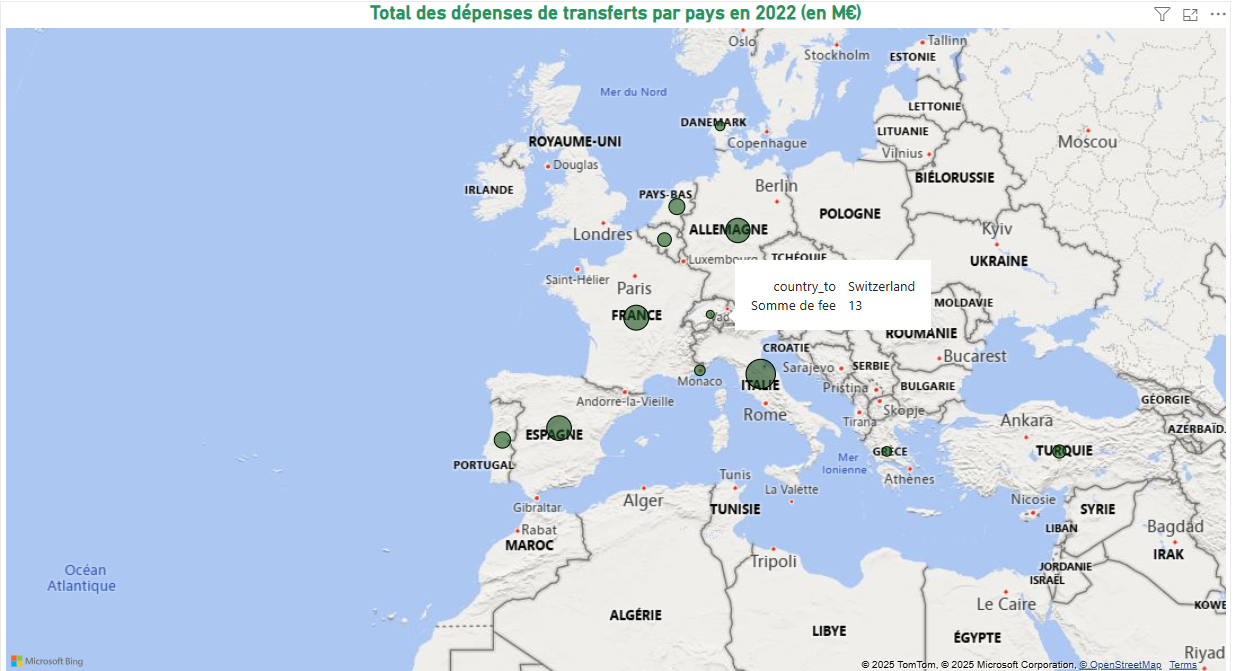 Total des dépenses de transferts par pays en 2022 (en M€)
Oslo
Stockholm
Tallinn
ESTONIE
Mer du Nord
LETTONIE
DANEMARK
LITUANIE
Copenhague
Vilnius
Moscou
ROYAUME-UNI
Douglas
IRLANDE
BIÉLORUSSIE
Berlin
PAYS-BAS
POLOGNE
Londres
ALLEMAGNE
Kyiv
UKRAINE
Luxembourg
TCHÉQUIE
Saint-Hélier
Paris
country_to Switzerland
Somme de fee 13
MOLDAVIE
FRANCE
ROUMANIE
CROATIE
Bucarest
Sarajevo
SERBIE
Monaco
ITALIE
Pristina
BULGARIE
Andorre-la-Vieille
Rome
Skopje
Tirana
GÉORGIE
Ankara
AZERBAÏD
ESPAGNE
PORTUGAL
Mer
Ionienne
GRÈCE
TURQUIE
Athènes
Tunis
La Valette
Alger
Gibraltar
TUNISIE
Nicosie
SYRIE
LIBAN
Bagdad
Rabat
MAROC
IRAK
Tripoli
JORDANIE
ISRAËL
Océan
Atlantique
Le Caire
KOWE
ALGÉRIE
LIBYE
ÉGYPTE
Riyad
Microsoft Bing
© 2025 TomTom, © 2025 Microsoft Corporation, © OpenStreetMap Terms